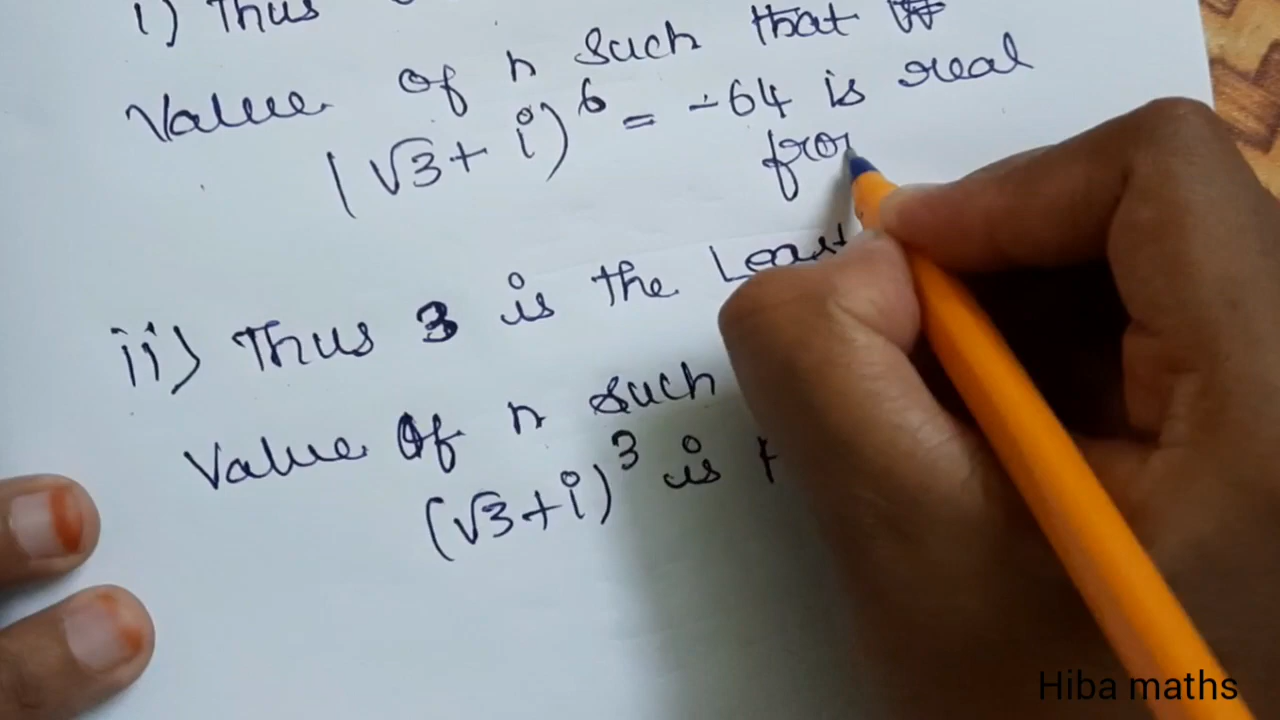 i) Thus
Value of n such that
(√3 + i)^6 = -64 is real
from
ii) Thus 3 is the Least
Value of n such
(√3+i)^3 is
Hiba maths